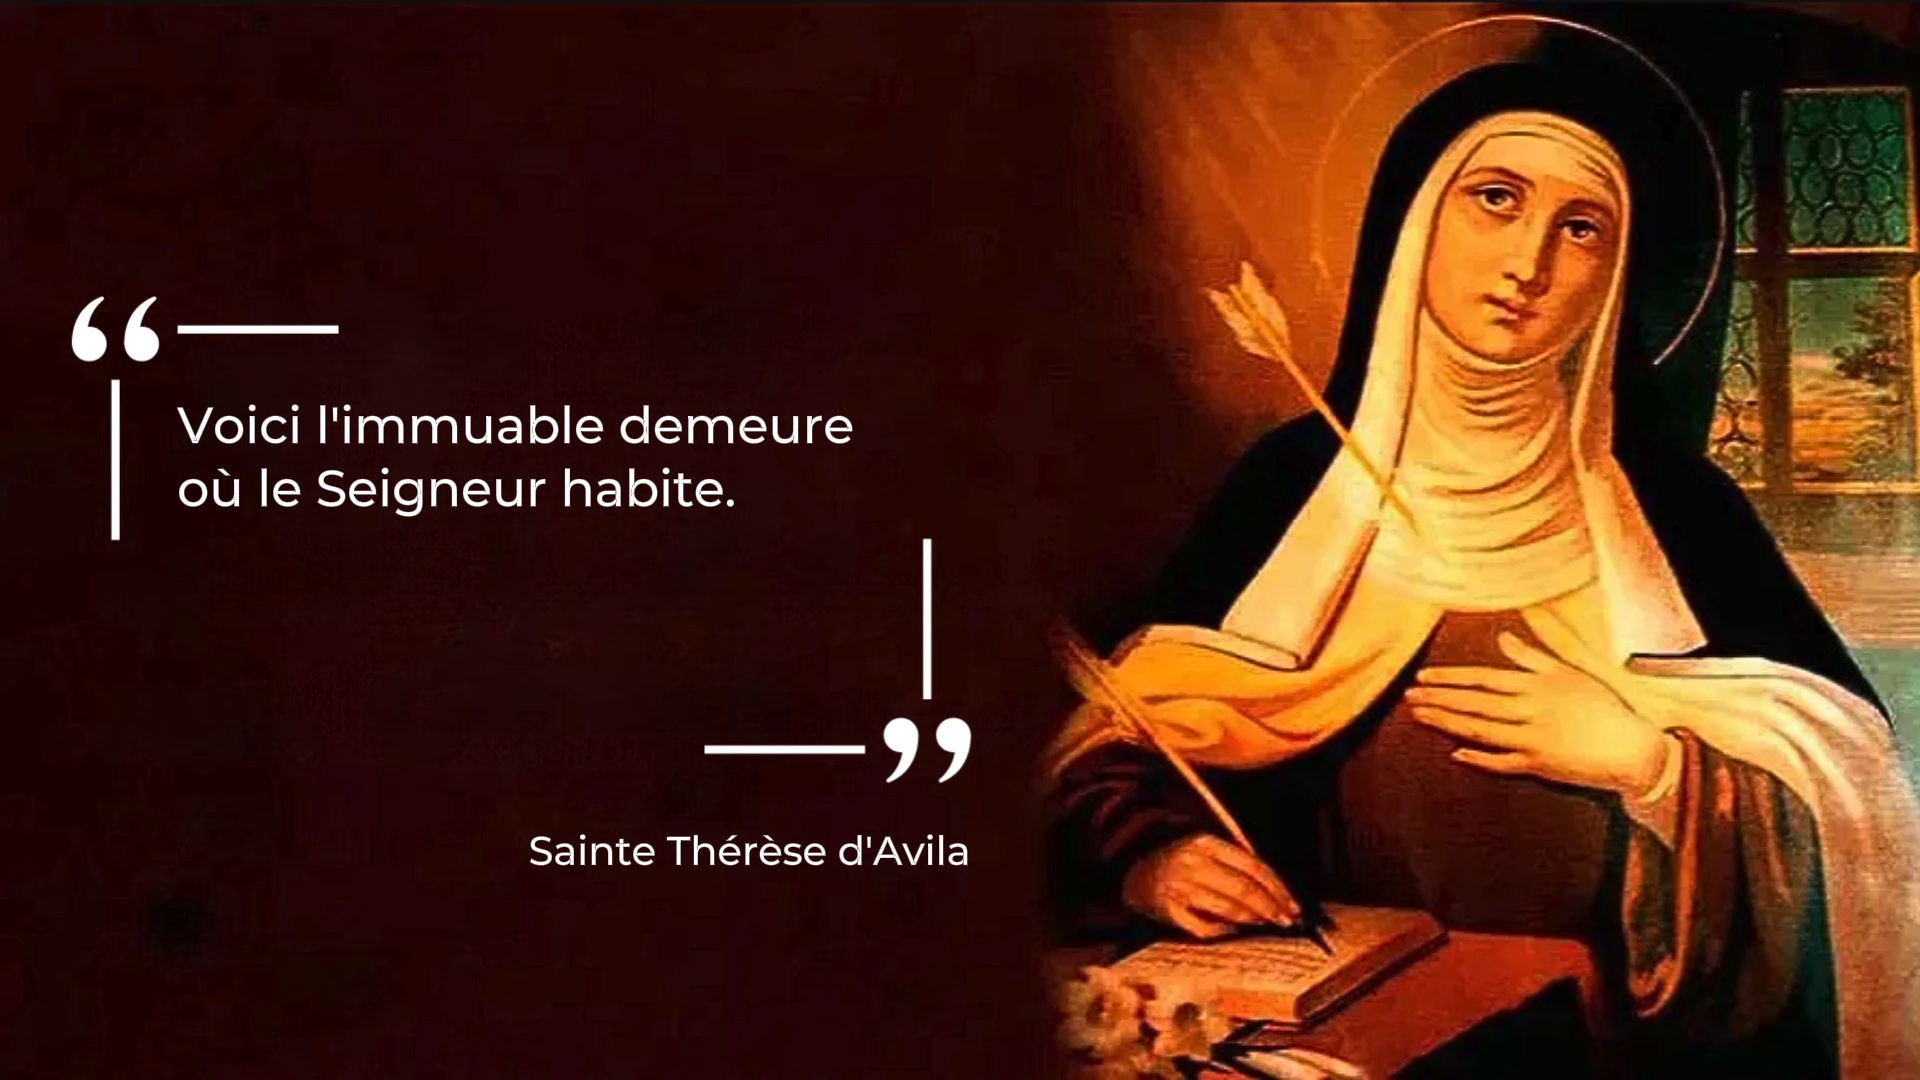 “
Voici l'immuable demeure
où le Seigneur habite.
”
Sainte Thérèse d'Avila